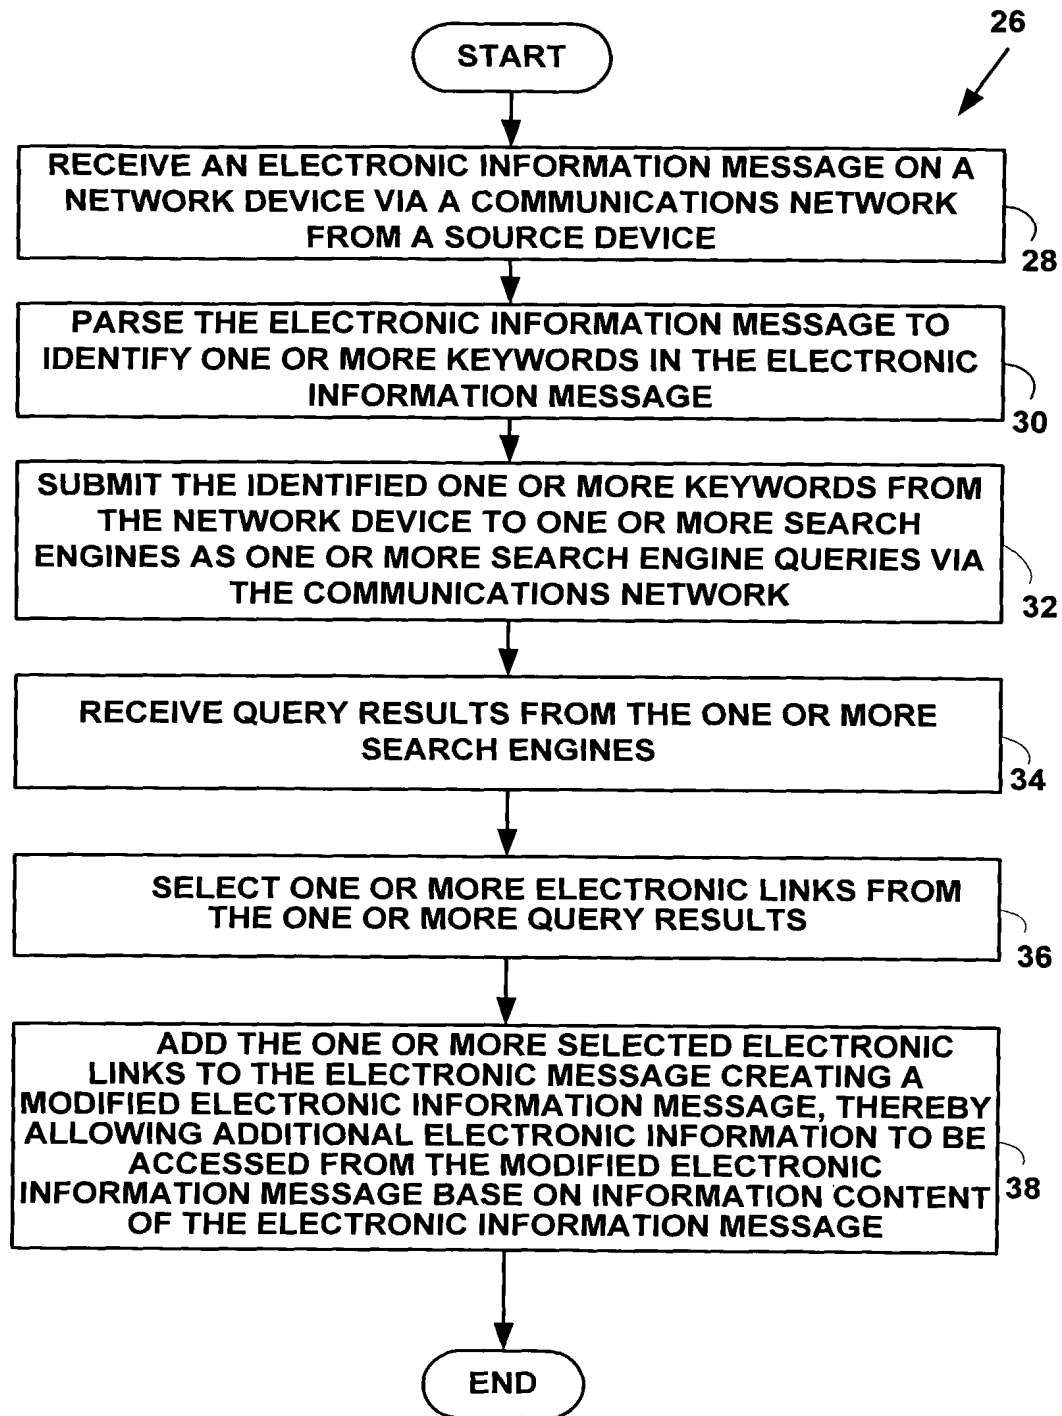 26
START
RECEIVE AN ELECTRONIC INFORMATION MESSAGE ON A
NETWORK DEVICE VIA A COMMUNICATIONS NETWORK
FROM A SOURCE DEVICE
28
PARSE THE ELECTRONIC INFORMATION MESSAGE TO
IDENTIFY ONE OR MORE KEYWORDS IN THE ELECTRONIC
INFORMATION MESSAGE
30
SUBMIT THE IDENTIFIED ONE OR MORE KEYWORDS FROM
THE NETWORK DEVICE TO ONE OR MORE SEARCH
ENGINES AS ONE OR MORE SEARCH ENGINE QUERIES VIA
THE COMMUNICATIONS NETWORK
32
RECEIVE QUERY RESULTS FROM THE ONE OR MORE
SEARCH ENGINES
34
SELECT ONE OR MORE ELECTRONIC LINKS FROM
THE ONE OR MORE QUERY RESULTS
36
ADD THE ONE OR MORE SELECTED ELECTRONIC
LINKS TO THE ELECTRONIC MESSAGE CREATING A
MODIFIED ELECTRONIC INFORMATION MESSAGE, THEREBY
ALLOWING ADDITIONAL ELECTRONIC INFORMATION TO BE
ACCESSED FROM THE MODIFIED ELECTRONIC
INFORMATION MESSAGE BASE ON INFORMATION CONTENT
OF THE ELECTRONIC INFORMATION MESSAGE
38
END